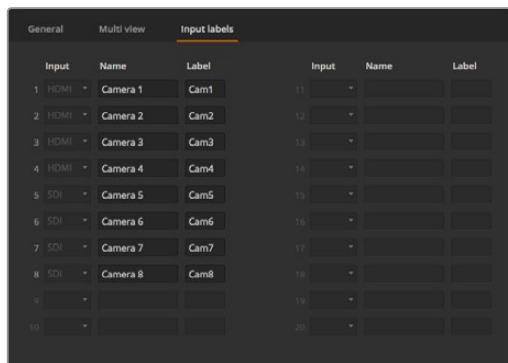 General Multi view Input labels
Input Name Label Input Name Label
1 HDMI Camera 1 Cam1 11
2 HDMI Camera 2 Cam2 12
3 HDMI Camera 3 Cam3 13
4 HDMI Camera 4 Cam4 14
5 SDI Camera 5 Cam5 15
6 SDI Camera 6 Cam6 16
7 SDI Camera 7 Cam7 17
8 SDI Camera 8 Cam8 18
9 19
10 20